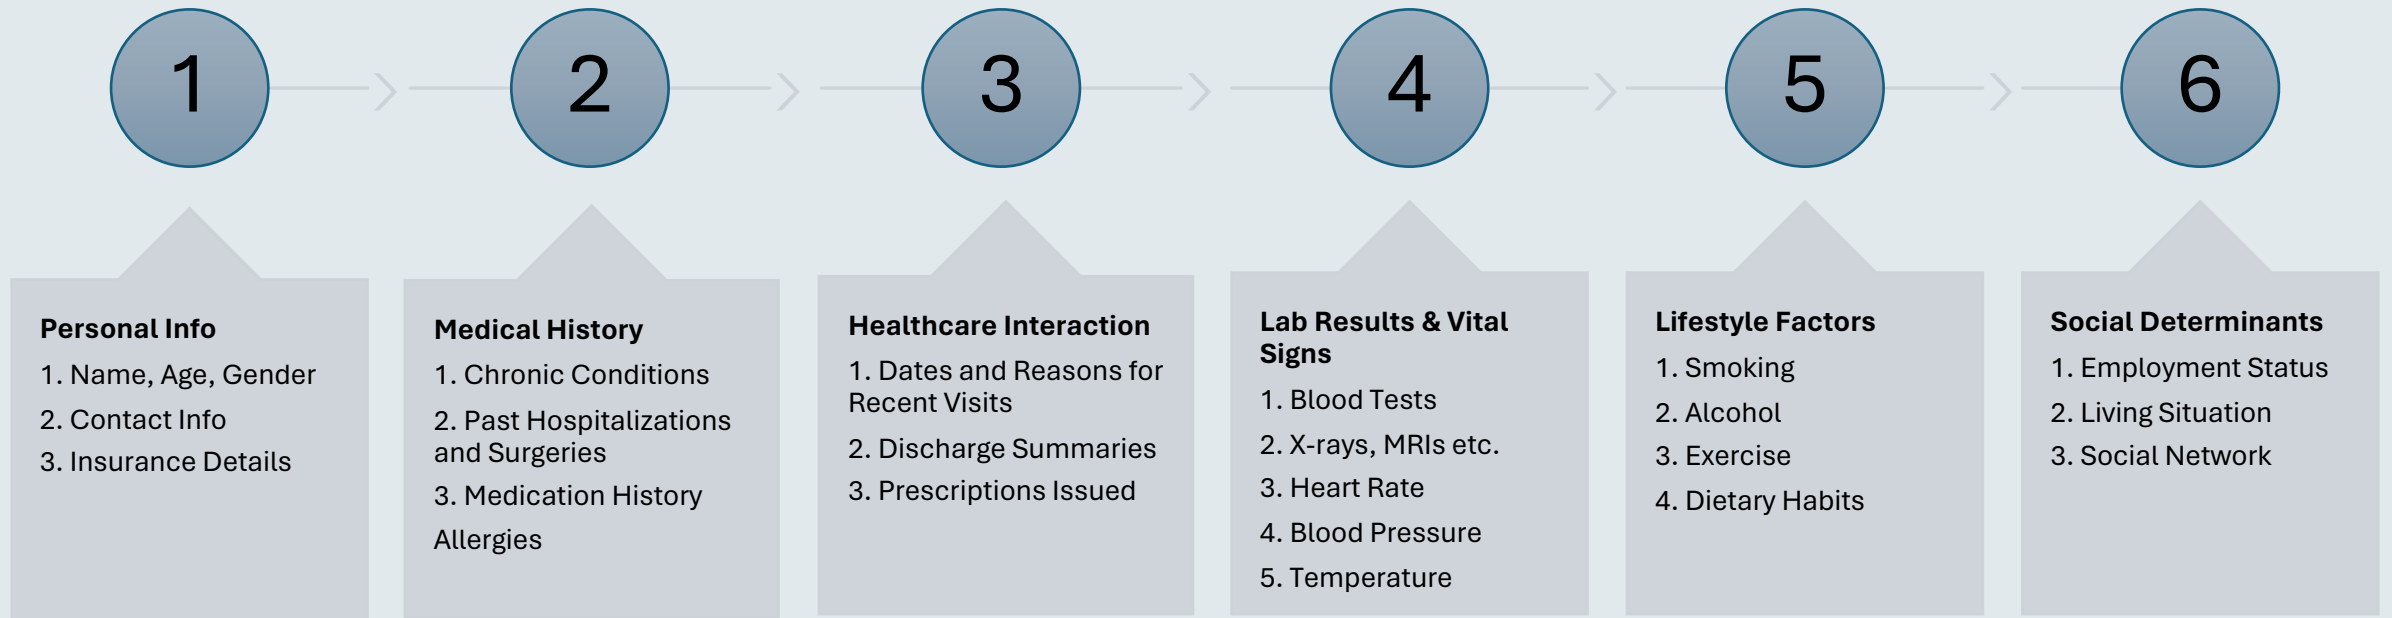 1
2
3
4
5
6
Personal Info
1. Name, Age, Gender
2. Contact Info
3. Insurance Details
Medical History
1. Chronic Conditions
2. Past Hospitalizations
and Surgeries
3. Medication History
Allergies
Healthcare Interaction
1. Dates and Reasons for
Recent Visits
2. Discharge Summaries
3. Prescriptions Issued
Lab Results & Vital
Signs
1. Blood Tests
2. X-rays, MRIs etc.
3. Heart Rate
4. Blood Pressure
5. Temperature
Lifestyle Factors
1. Smoking
2. Alcohol
3. Exercise
4. Dietary Habits
Social Determinants
1. Employment Status
2. Living Situation
3. Social Network